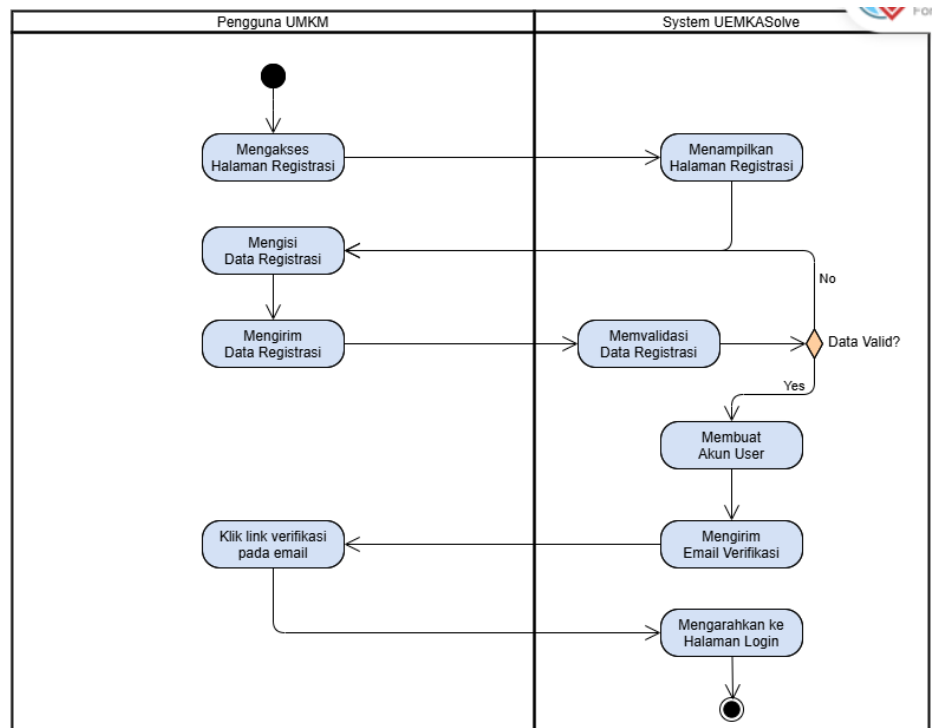 Pengguna UMKM
System UEMKASolve
Mengakses
Halaman Registrasi
Menampilkan
Halaman Registrasi
Mengisi
Data Registrasi
No
Mengirim
Data Registrasi
Memvalidasi
Data Registrasi
Data Valid?
Yes
Membuat
Akun User
Klik link verifikasi
pada email
Mengirim
Email Verifikasi
Mengarahkan ke
Halaman Login